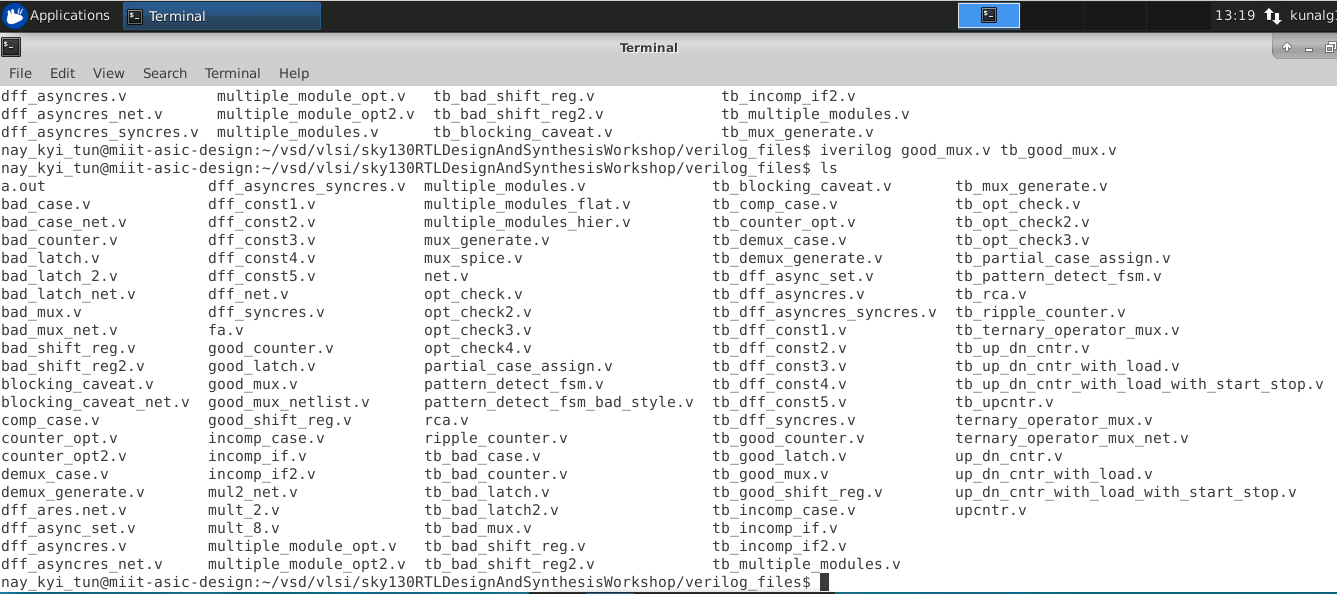 Applications Terminal 13:19 kunalg
Terminal
File Edit View Search Terminal Help
dff_asyncres.v multiple_module_opt.v tb_bad_shift_reg.v tb_incomp_if2.v
dff_asyncres_net.v multiple_module_opt2.v tb_bad_shift_reg2.v tb_multiple_modules.v
dff_asyncres_syncres.v multiple_modules.v tb_blocking_caveat.v tb_mux_generate.v
nay_kyi_tun@miit-asic-design:~/vsd/vlsi/sky130RTLDesignAndSynthesisWorkshop/verilog_files$ iverilog good_mux.v tb_good_mux.v
nay_kyi_tun@miit-asic-design:~/vsd/vlsi/sky130RTLDesignAndSynthesisWorkshop/verilog_files$ ls
a.out dff_asyncres_syncres.v multiple_modules.v tb_blocking_caveat.v tb_mux_generate.v
bad_case.v dff_const1.v multiple_modules_flat.v tb_comp_case.v tb_opt_check.v
bad_case_net.v dff_const2.v multiple_modules_hier.v tb_counter_opt.v tb_opt_check2.v
bad_counter.v dff_const3.v mux_generate.v tb_demux_case.v tb_opt_check3.v
bad_latch.v dff_const4.v mux_spice.v tb_demux_generate.v tb_partial_case_assign.v
bad_latch_2.v dff_const5.v net.v tb_dff_async_set.v tb_pattern_detect_fsm.v
bad_latch_net.v dff_net.v opt_check.v tb_dff_asyncres.v tb_rca.v
bad_mux.v dff_syncres.v opt_check2.v tb_dff_asyncres_syncres.v tb_ripple_counter.v
bad_mux_net.v fa.v opt_check3.v tb_dff_const1.v tb_ternary_operator_mux.v
bad_shift_reg.v good_counter.v opt_check4.v tb_dff_const2.v tb_up_dn_cntr.v
bad_shift_reg2.v good_latch.v partial_case_assign.v tb_dff_const3.v tb_up_dn_cntr_with_load.v
blocking_caveat.v good_mux.v pattern_detect_fsm.v tb_dff_const4.v tb_up_dn_cntr_with_load_with_start_stop.v
blocking_caveat_net.v good_mux_netlist.v pattern_detect_fsm_bad_style.v tb_dff_const5.v tb_upcntr.v
comp_case.v good_shift_reg.v rca.v tb_dff_syncres.v ternary_operator_mux.v
counter_opt.v incomp_case.v ripple_counter.v tb_good_counter.v ternary_operator_mux_net.v
counter_opt2.v incomp_if.v tb_bad_case.v tb_good_latch.v up_dn_cntr.v
demux_case.v incomp_if2.v tb_bad_counter.v tb_good_mux.v up_dn_cntr_with_load.v
demux_generate.v mul2_net.v tb_bad_latch.v tb_good_shift_reg.v up_dn_cntr_with_load_with_start_stop.v
dff_ares.net.v mult_2.v tb_bad_latch2.v tb_incomp_case.v upcntr.v
dff_async_set.v mult_8.v tb_bad_mux.v tb_incomp_if.v
dff_asyncres.v multiple_module_opt.v tb_bad_shift_reg.v tb_incomp_if2.v
dff_asyncres_net.v multiple_module_opt2.v tb_bad_shift_reg2.v tb_multiple_modules.v
nay_kyi_tun@miit-asic-design:~/vsd/vlsi/sky130RTLDesignAndSynthesisWorkshop/verilog_files$